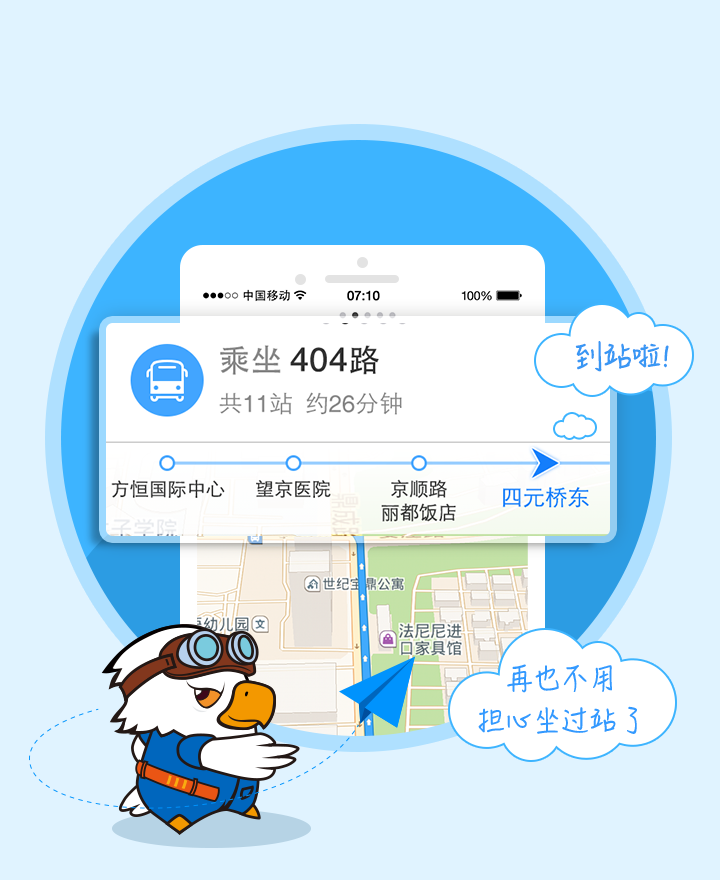 中国移动
07:10
100%
乘坐 404路
共11站 约26分钟
到站啦!
方恒国际中心
望京医院
京顺路
丽都饭店
四元桥东
子学院
世纪宝鼎公寓
幼儿园
文
法尼尼进
口家具馆
再也不用
担心坐过站了